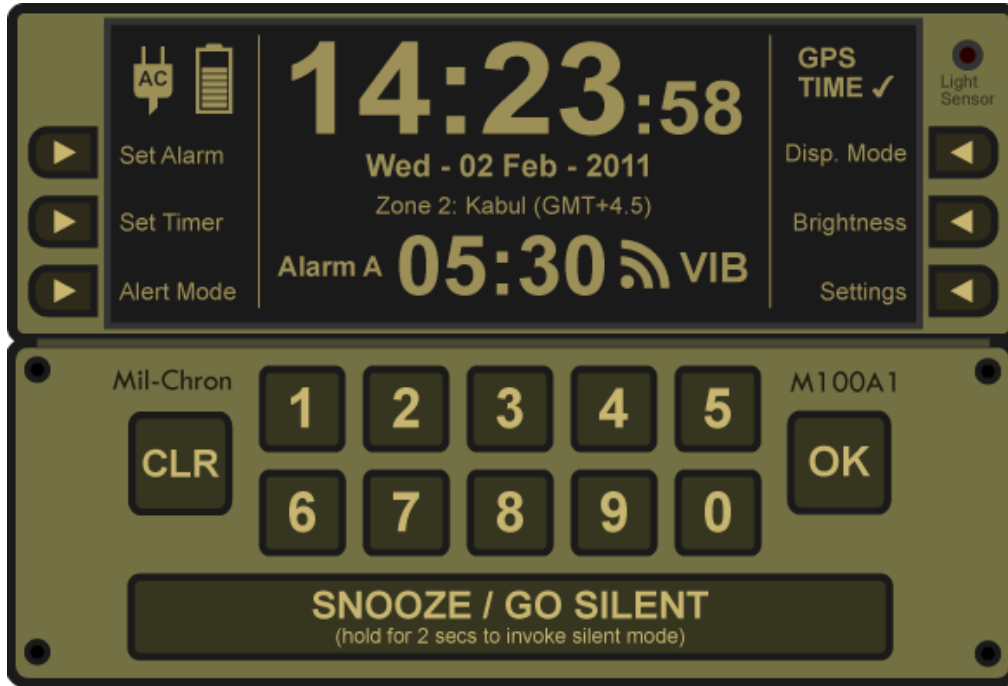 AC
14:23:58
GPS
TIME ✓
Light
Sensor
Set Alarm
Wed - 02 Feb - 2011
Disp. Mode
Set Timer
Zone 2: Kabul (GMT+4.5)
Brightness
Alert Mode
Alarm A 05:30 VIB
Settings
Mil-Chron
M100A1
1 2 3 4 5
CLR
OK
6 7 8 9 0
SNOOZE / GO SILENT
(hold for 2 secs to invoke silent mode)